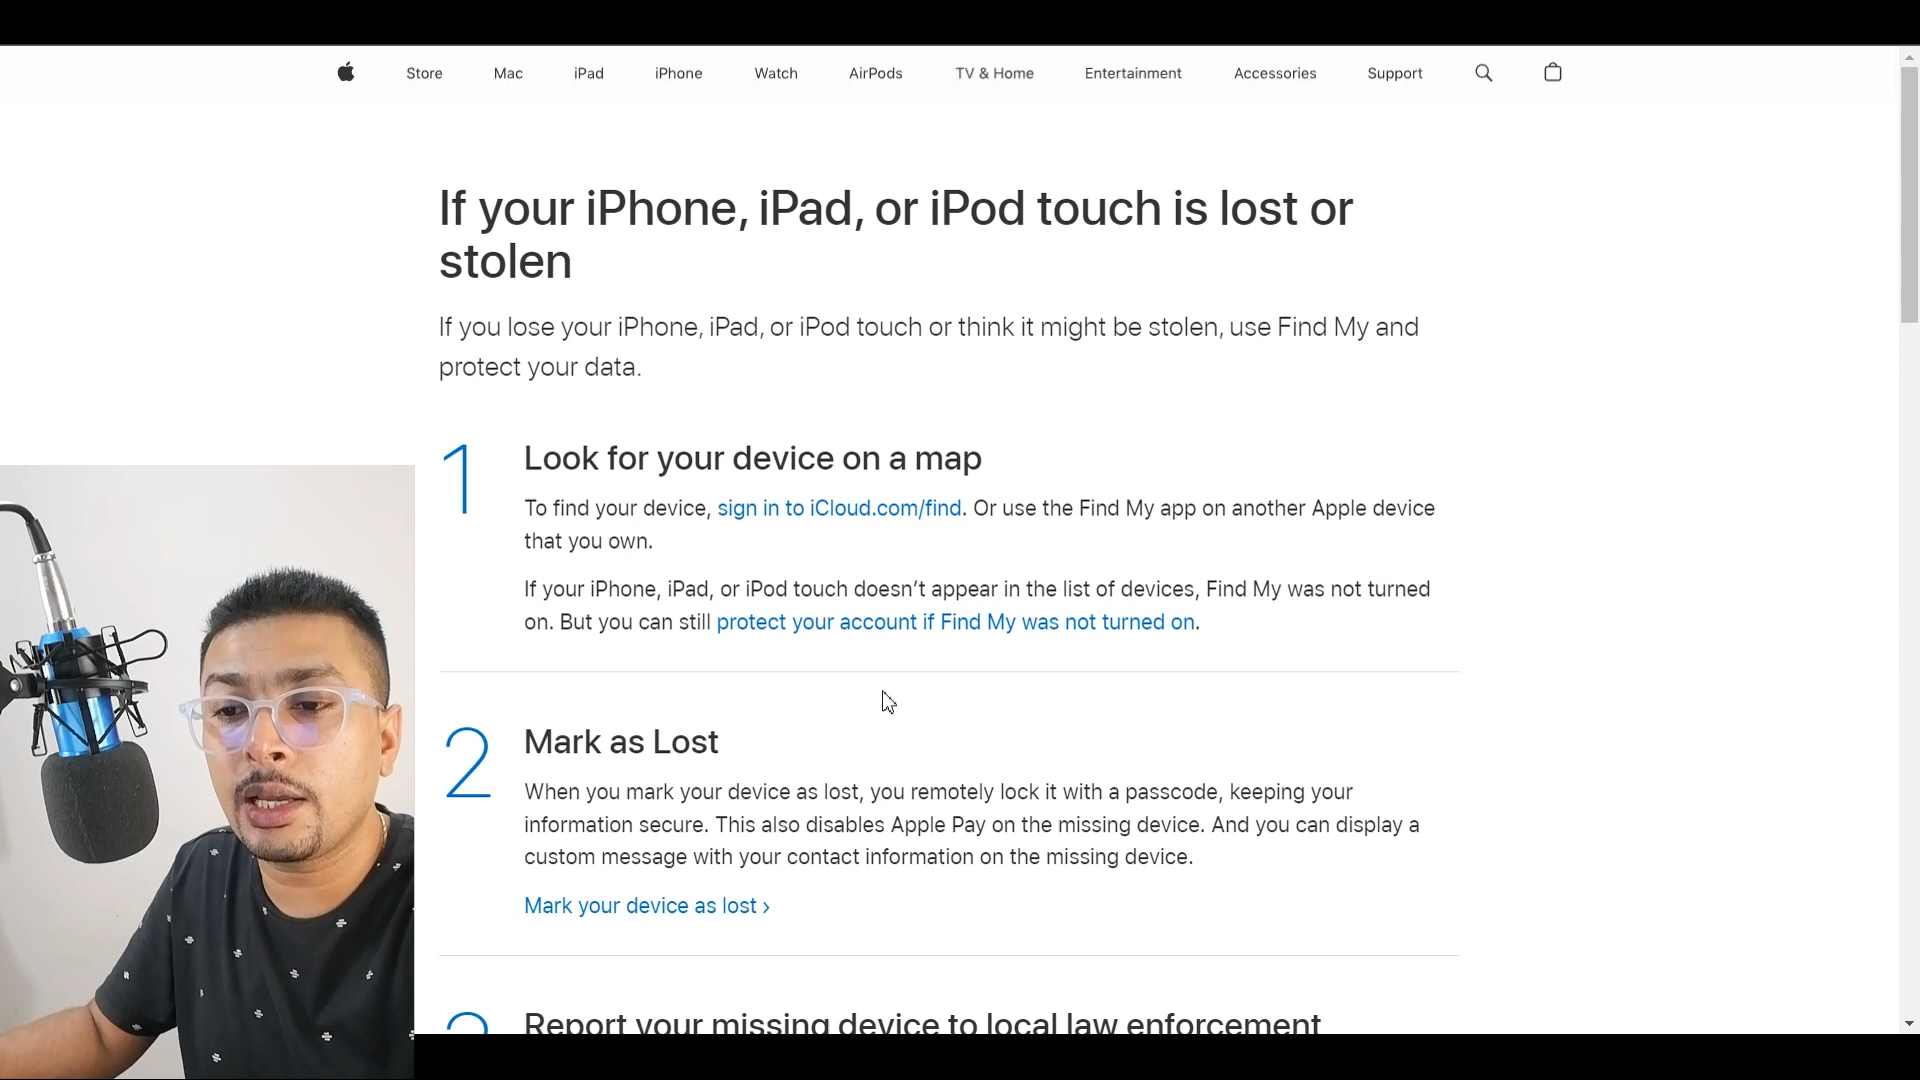 Store Mac iPad iPhone Watch AirPods TV & Home Entertainment Accessories Support
If your iPhone, iPad, or iPod touch is lost or
stolen
If you lose your iPhone, iPad, or iPod touch or think it might be stolen, use Find My and
protect your data.
1 Look for your device on a map
To find your device, sign in to iCloud.com/find. Or use the Find My app on another Apple device
that you own.
If your iPhone, iPad, or iPod touch doesn’t appear in the list of devices, Find My was not turned
on. But you can still protect your account if Find My was not turned on.
2 Mark as Lost
When you mark your device as lost, you remotely lock it with a passcode, keeping your
information secure. This also disables Apple Pay on the missing device. And you can display a
custom message with your contact information on the missing device.
Mark your device as lost ›
Report your missing device to local law enforcement